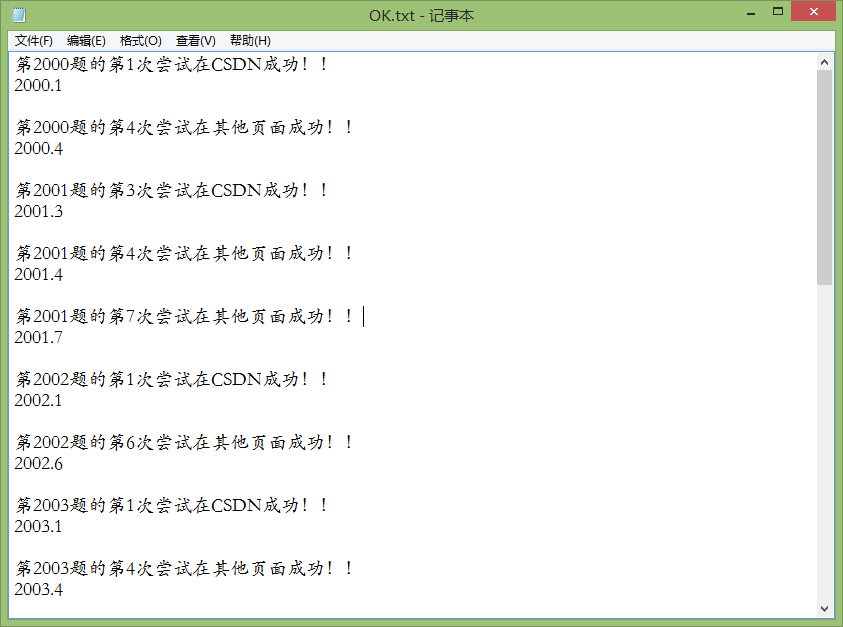 OK.txt - 记事本
文件(F) 编辑(E) 格式(O) 查看(V) 帮助(H)
第2000题的第1次尝试在CSDN成功！！
2000.1
第2000题的第4次尝试在其他页面成功！！
2000.4
第2001题的第3次尝试在CSDN成功！！
2001.3
第2001题的第4次尝试在其他页面成功！！
2001.4
第2001题的第7次尝试在其他页面成功！！
2001.7
第2002题的第1次尝试在CSDN成功！！
2002.1
第2002题的第6次尝试在其他页面成功！！
2002.6
第2003题的第1次尝试在CSDN成功！！
2003.1
第2003题的第4次尝试在其他页面成功！！
2003.4